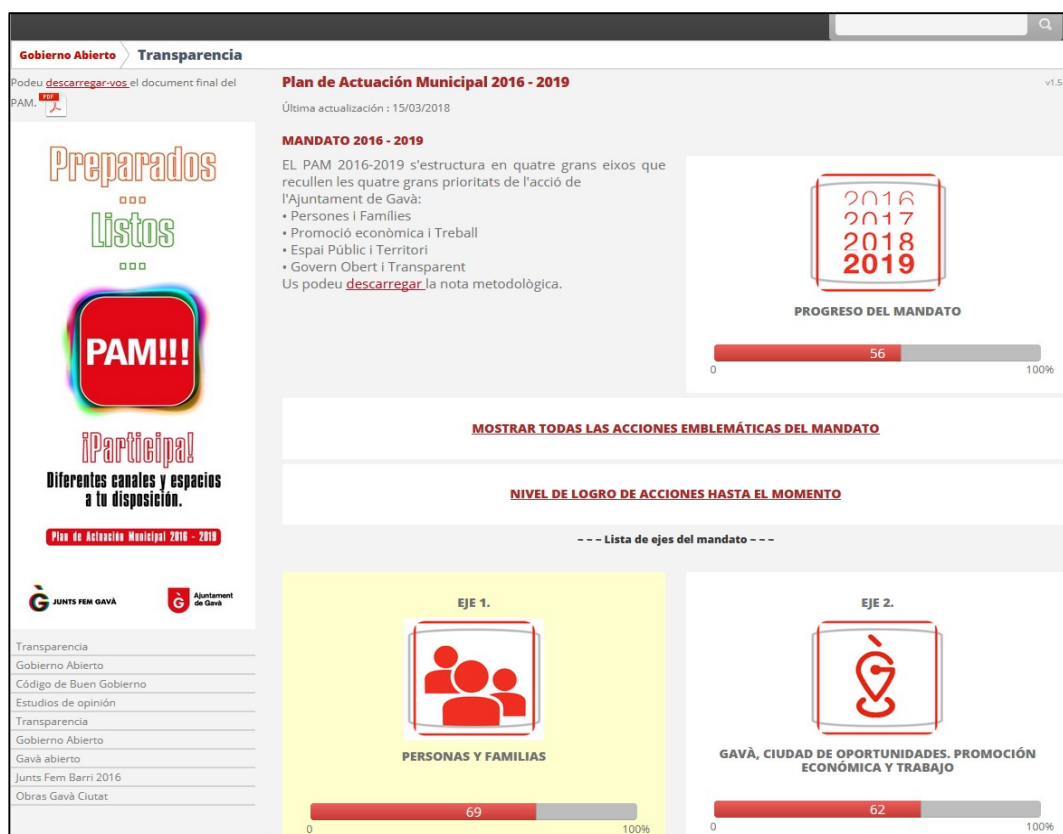 Gobierno Abierto Transparencia
Podeu descarregar-vos el document final del
PAM. PDF
Preparados
Listos
PAM!!!
¡Participa!
Diferentes canales y espacios
a tu disposición.
Plan de Actuación Municipal 2016 - 2019
G JUNTS FEM GAVÀ
G Ajuntament
de Gavà
Transparencia
Gobierno Abierto
Código de Buen Gobierno
Estudios de opinión
Transparencia
Gobierno Abierto
Gavà abierto
Junts Fem Barri 2016
Obras Gavà Ciutat
Plan de Actuación Municipal 2016 - 2019
v1.5
Última actualización : 15/03/2018
MANDATO 2016 - 2019
EL PAM 2016-2019 s'estructura en quatre grans eixos que
recullen les quatre grans prioritats de l'acció de
l'Ajuntament de Gavà:
• Persones i Famílies
• Promoció econòmica i Treball
• Espai Públic i Territori
• Govern Obert i Transparent
Us podeu descarregar la nota metodològica.
2016
2017
2018
2019
PROGRESO DEL MANDATO
56
0 100%
MOSTRAR TODAS LAS ACCIONES EMBLEMÁTICAS DEL MANDATO
NIVEL DE LOGRO DE ACCIONES HASTA EL MOMENTO
– – – Lista de ejes del mandato – – –
EJE 1.
PERSONAS Y FAMILIAS
69
0 100%
EJE 2.
G
GAVÀ, CIUDAD DE OPORTUNIDADES. PROMOCIÓN
ECONÓMICA Y TRABAJO
62
0 100%